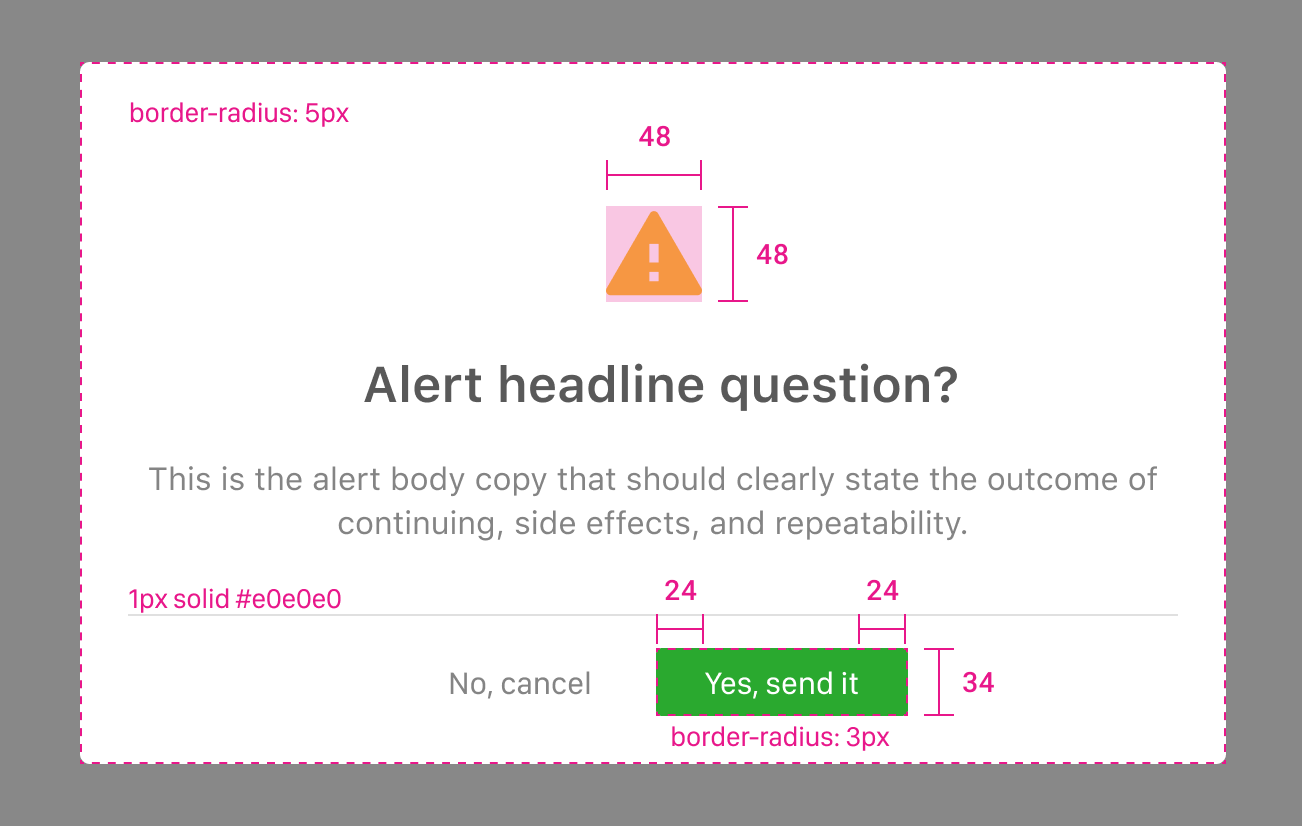 border-radius: 5px
48
48
Alert headline question?
This is the alert body copy that should clearly state the outcome of
continuing, side effects, and repeatability.
1px solid #e0e0e0
24
24
No, cancel
Yes, send it
34
border-radius: 3px